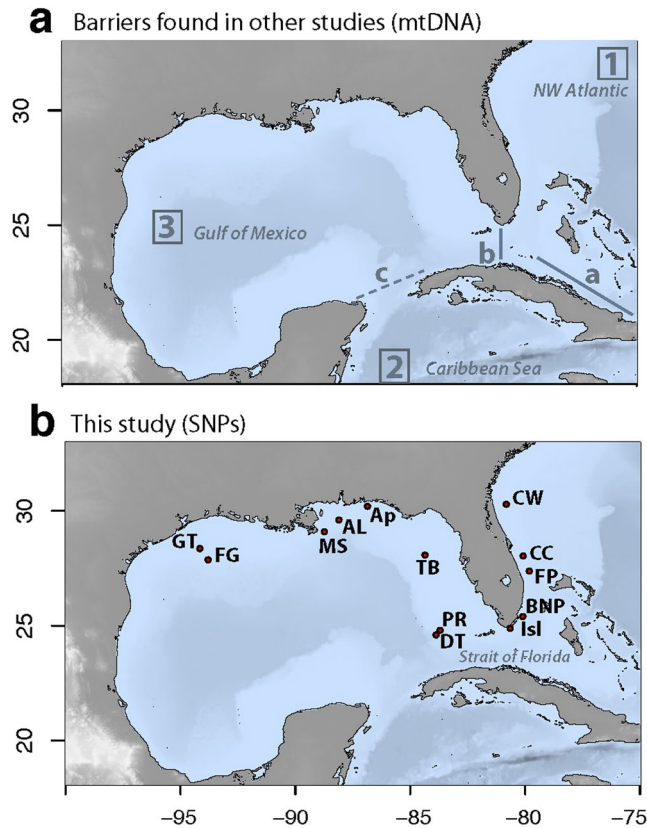 a Barriers found in other studies (mtDNA)
1
NW Atlantic
30
3 Gulf of Mexico
25
b
a
c
20
2 Caribbean Sea
b This study (SNPs)
30
CW
Ap
AL
GT
MS
FG
CC
TB
FP
BNP
25
PR
Isl
DT
Strait of Florida
20
−95 −90 −85 −80 −75